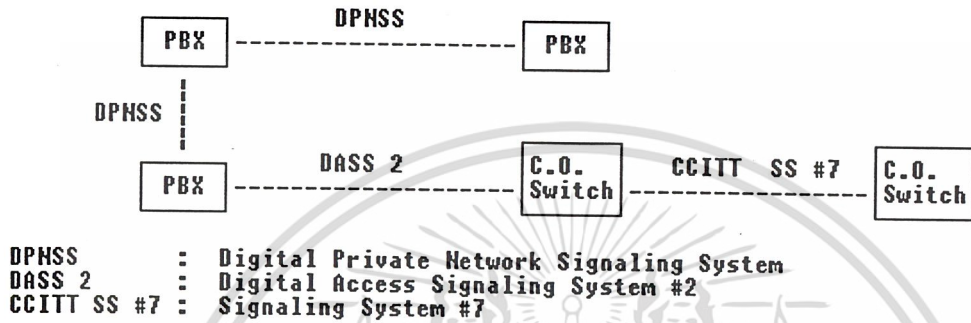 DPNSS
PBX PBX
DPNSS
PBX DASS 2 C.O. Switch CCITT SS #7 C.O. Switch
DPNSS : Digital Private Network Signaling System
DASS 2 : Digital Access Signaling System #2
CCITT SS #7 : Signaling System #7